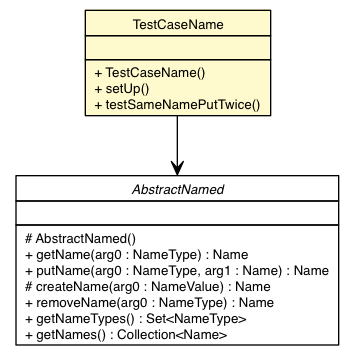 TestCaseName
+ TestCaseName()
+ setUp()
+ testSameNamePutTwice()
AbstractNamed
# AbstractNamed()
+ getName(arg0 : NameType) : Name
+ putName(arg0 : NameType, arg1 : Name) : Name
# createName(arg0 : NameValue) : Name
+ removeName(arg0 : NameType) : Name
+ getNameTypes() : Set<NameType>
+ getNames() : Collection<Name>